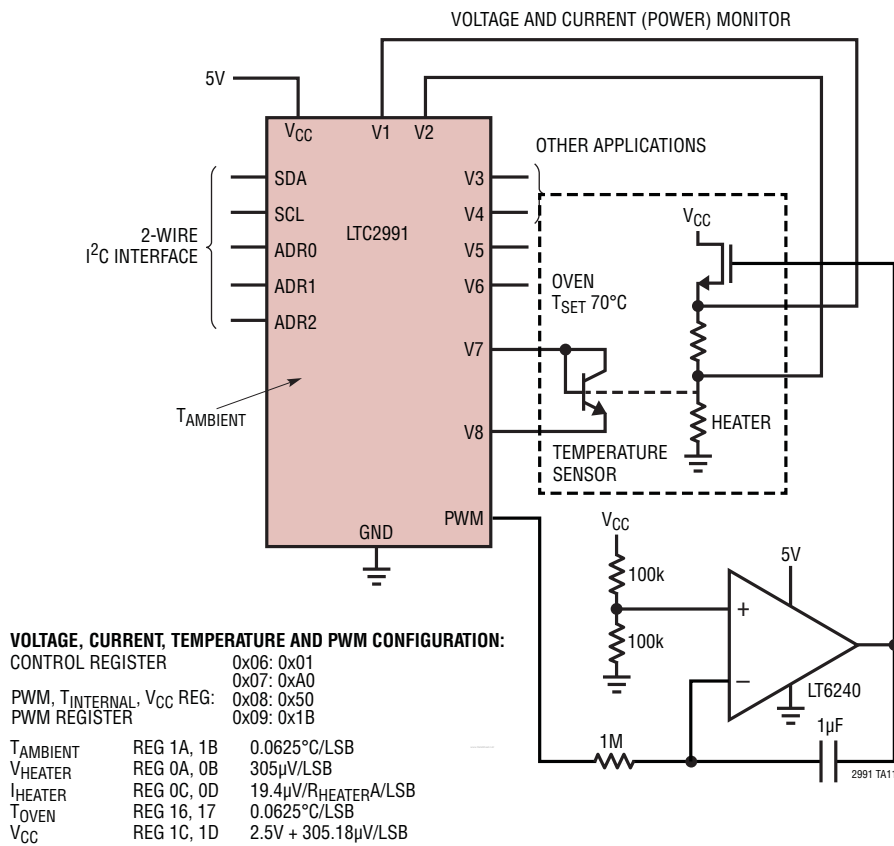 VOLTAGE AND CURRENT (POWER) MONITOR
5V
VCC
V1
V2
OTHER APPLICATIONS
SDA
V3
SCL
V4
VCC
2-WIRE
I2C INTERFACE
LTC2991
ADR0
V5
ADR1
V6
OVEN
TSET 70°C
ADR2
V7
TAMBIENT
HEATER
V8
TEMPERATURE
SENSOR
PWM
GND
VCC
100k
5V
+
100k
–
LT6240
1M
1µF
2991 TA11
VOLTAGE, CURRENT, TEMPERATURE AND PWM CONFIGURATION:
CONTROL REGISTER 0x06: 0x01
0x07: 0xA0
PWM, TINTERNAL, VCC REG: 0x08: 0x50
PWM REGISTER 0x09: 0x1B
TAMBIENT REG 1A, 1B 0.0625°C/LSB
VHEATER REG 0A, 0B 305µV/LSB
IHEATER REG 0C, 0D 19.4µV/RHEATERA/LSB
TOVEN REG 16, 17 0.0625°C/LSB
VCC REG 1C, 1D 2.5V + 305.18µV/LSB